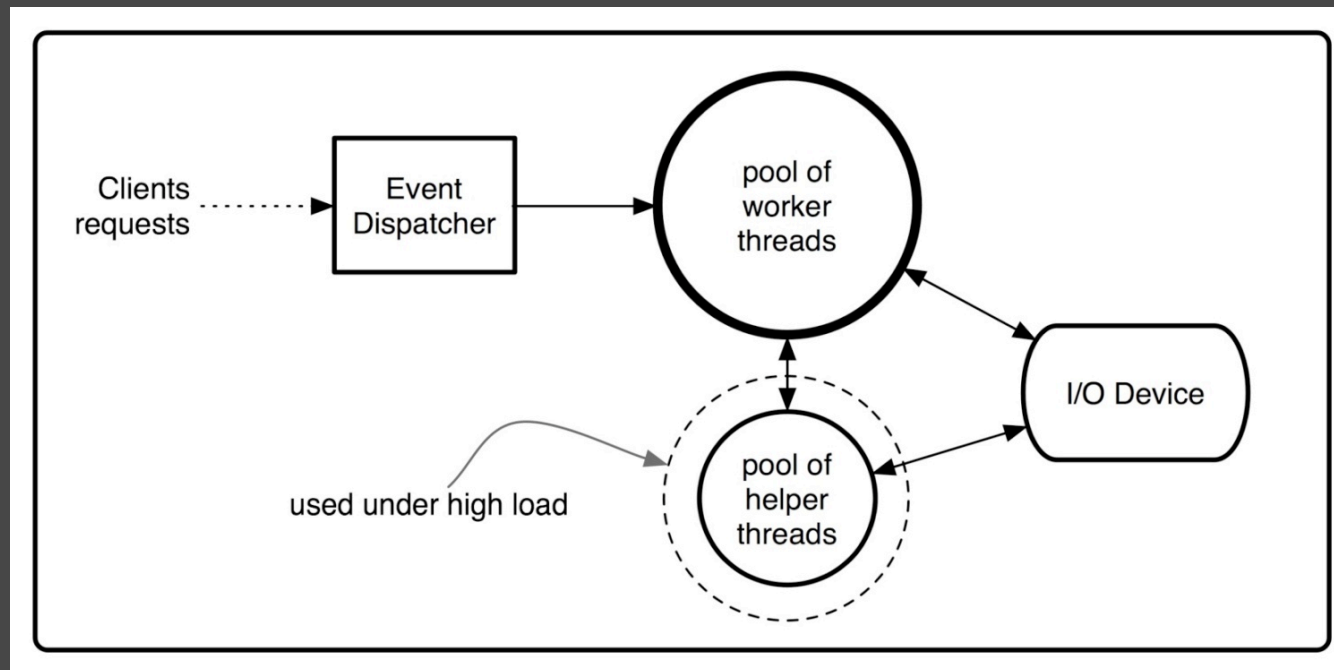 Clients
requests
Event
Dispatcher
pool of
worker
threads
I/O Device
pool of
helper
threads
used under high load